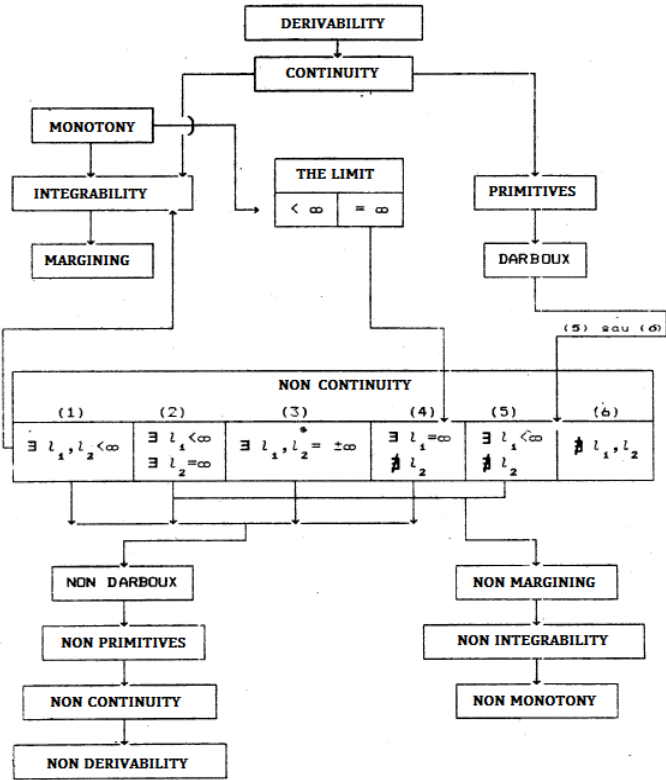 DERIVABILITY
CONTINUITY
MONOTONY
THE LIMIT
< ∞ = ∞
INTEGRABILITY
PRIMITIVES
MARGINING
DARBOUX
(5) sau (6)
NON CONTINUITY
(1) (2) (3) (4) (5) (6)
∃ l₁,l₂<∞
∃ l₁<∞
∃ l₂=∞
∃ l₁,l₂= ±∞
∃ l₁=∞
∄ l₂
∃ l₁<∞
∄ l₂
∄ l₁,l₂
NON DARBOUX
NON MARGINING
NON PRIMITIVES
NON INTEGRABILITY
NON CONTINUITY
NON MONOTONY
NON DERIVABILITY